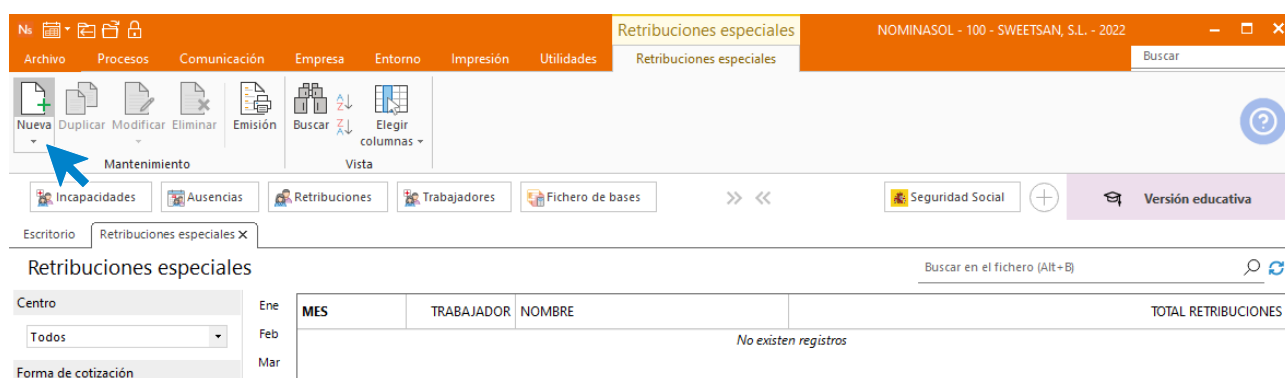 Ns Retribuciones especiales NOMINASOL - 100 - SWEETSAN, S.L. - 2022
Archivo Procesos Comunicación Empresa Entorno Impresión Utilidades Retribuciones especiales Buscar
Nueva Duplicar Modificar Eliminar Emisión Buscar Elegir columnas
Mantenimiento Vista
Incapacidades Ausencias Retribuciones Trabajadores Fichero de bases Seguridad Social Versión educativa
Escritorio Retribuciones especiales
Retribuciones especiales Buscar en el fichero (Alt+B)
Centro Ene MES TRABAJADOR NOMBRE TOTAL RETRIBUCIONES
Todos Feb No existen registros
Forma de cotización Mar